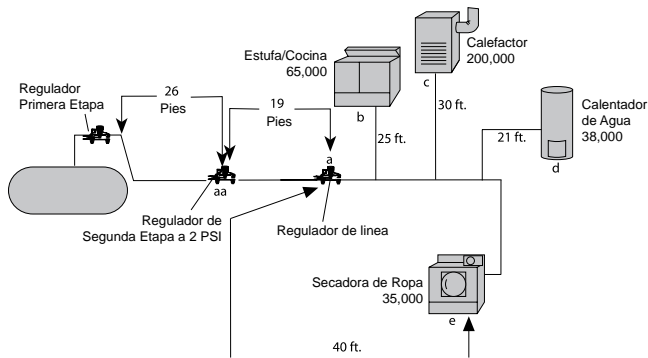 Regulador
Primera Etapa
26
Pies
19
Pies
Estufa/Cocina
65,000
b
25 ft.
Calefactor
200,000
c
30 ft.
Calentador
de Agua
38,000
21 ft.
d
a
aa
Regulador de
Segunda Etapa a 2 PSI
Regulador de linea
Secadora de Ropa
35,000
e
40 ft.